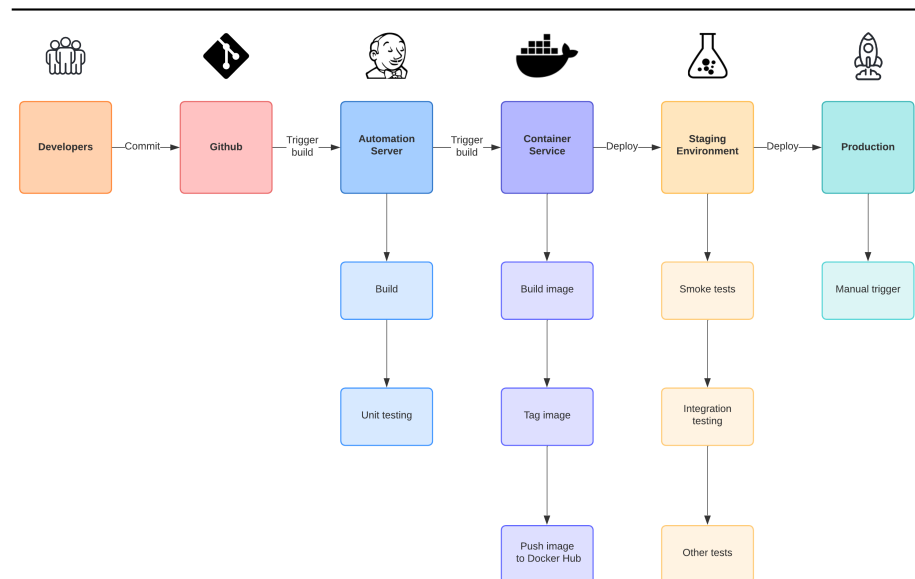 Developers
Commit
Github
Trigger
build
Automation
Server
Trigger
build
Container
Service
Deploy
Staging
Environment
Deploy
Production
Build
Build image
Smoke tests
Manual trigger
Unit testing
Tag image
Integration
testing
Push image
to Docker Hub
Other tests